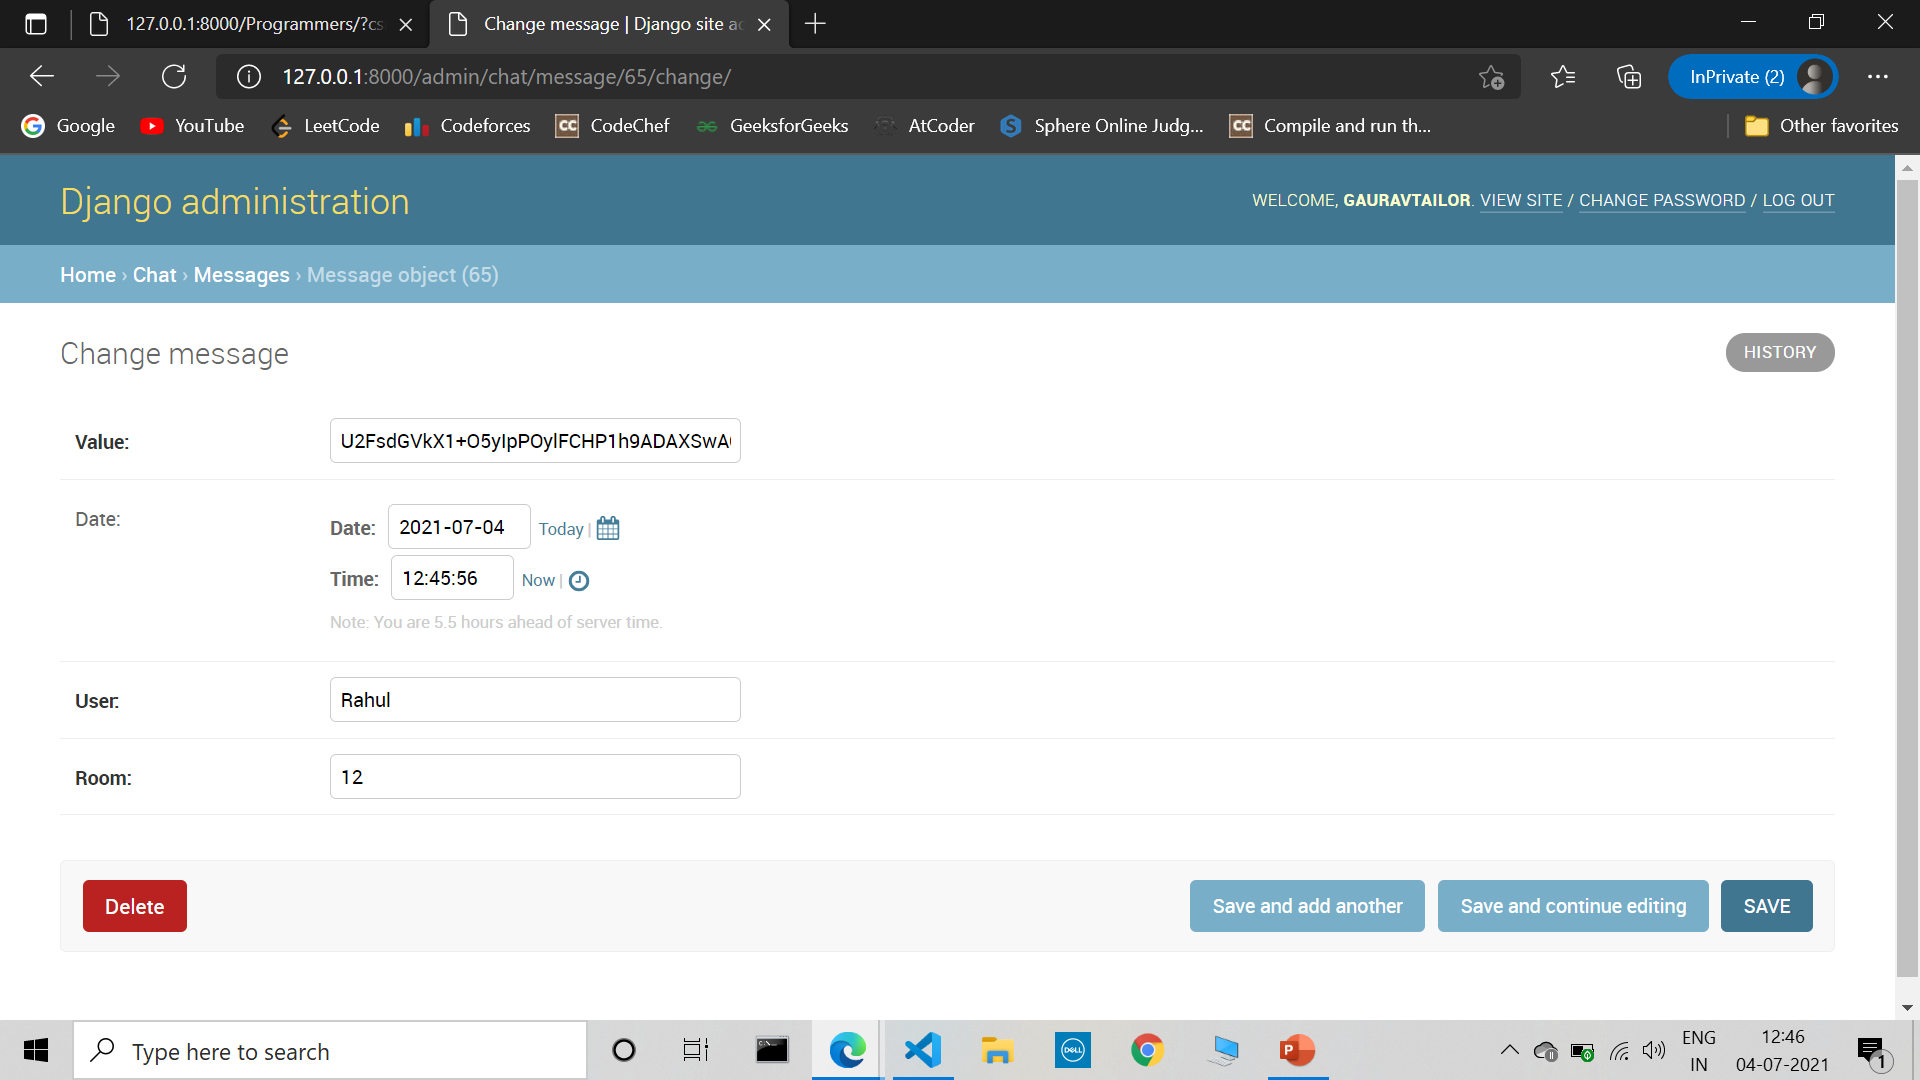 127.0.0.1:8000/Programmers/?cs
Change message | Django site a
127.0.0.1:8000/admin/chat/message/65/change/
InPrivate (2)
Google
YouTube
LeetCode
Codeforces
CodeChef
GeeksforGeeks
AtCoder
Sphere Online Judg...
Compile and run th...
Other favorites
Django administration
WELCOME, GAURAVTAILOR. VIEW SITE / CHANGE PASSWORD / LOG OUT
Home › Chat › Messages › Message object (65)
Change message
HISTORY
Value:
U2FsdGVkX1+O5yIpPOylFCHP1h9ADAXSwA
Date:
Date: 2021-07-04 Today |
Time: 12:45:56 Now |
Note: You are 5.5 hours ahead of server time.
User: Rahul
Room: 12
Delete
Save and add another
Save and continue editing
SAVE
Type here to search
ENG
IN
12:46
04-07-2021
1